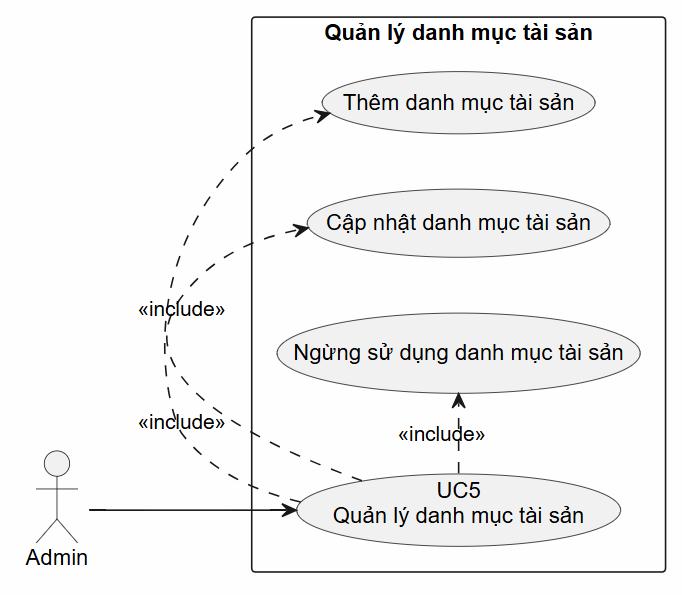 Quản lý danh mục tài sản
Thêm danh mục tài sản
Cập nhật danh mục tài sản
«include»
Ngừng sử dụng danh mục tài sản
«include»
«include»
UC5
Quản lý danh mục tài sản
Admin